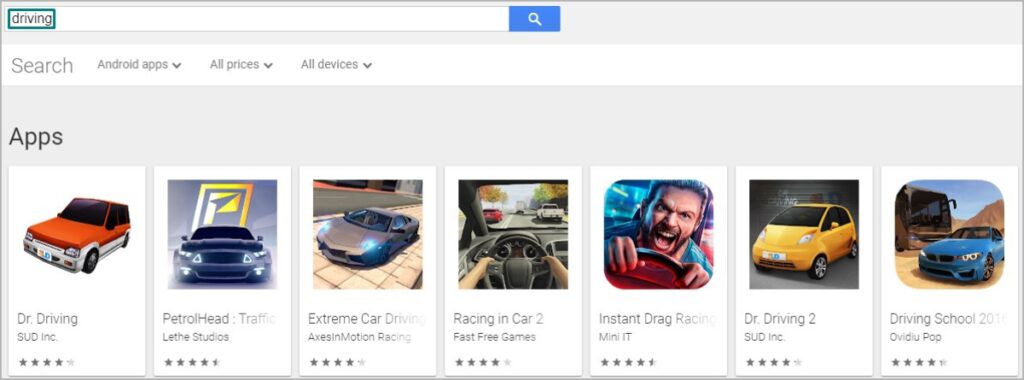 driving
Search Android apps All prices All devices
Apps
Dr. Driving
SUD Inc.
PetrolHead : Traffic
Lethe Studios
Extreme Car Driving
AxesInMotion Racing
Racing in Car 2
Fast Free Games
Instant Drag Racing
Mini IT
Dr. Driving 2
SUD Inc.
Driving School 2016
Ovidiu Pop